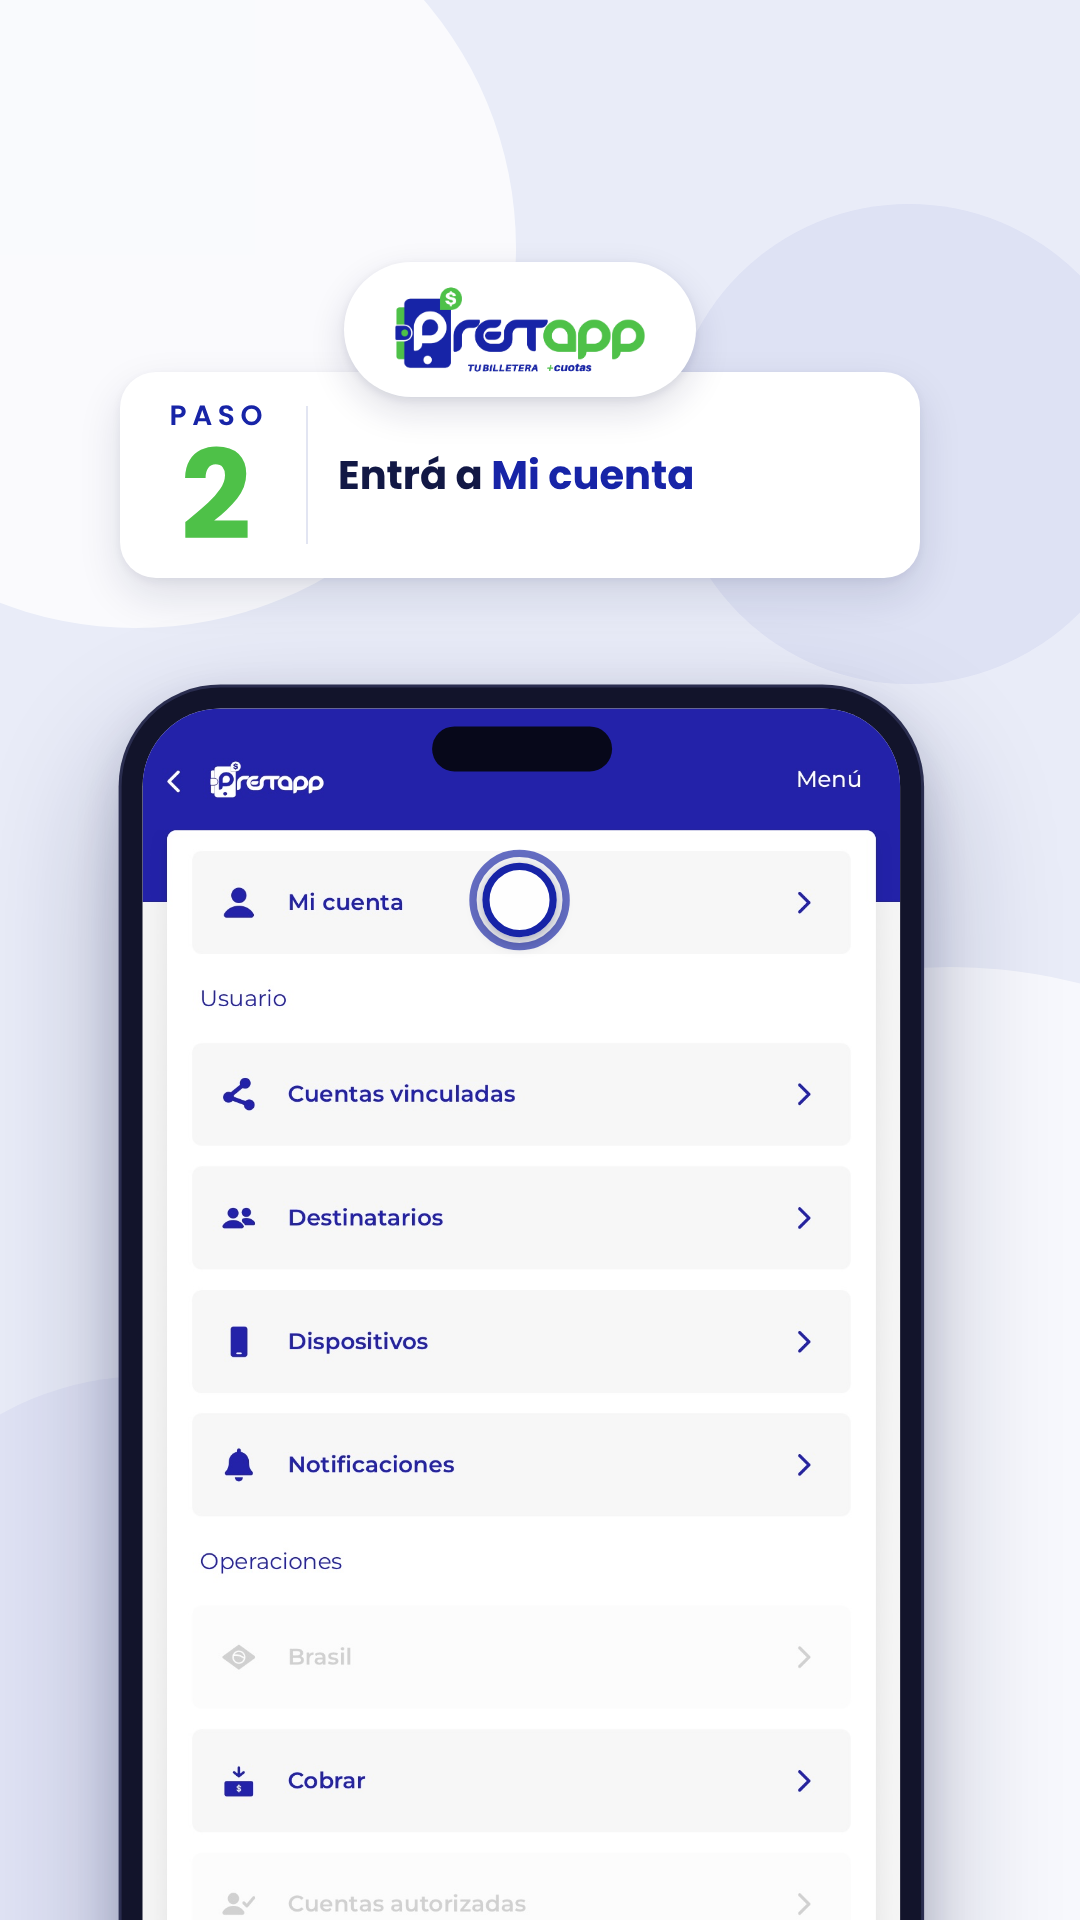 $
Prestapp
TU BILLETERA +cuotas
PASO
2
Entrá a Mi cuenta
Prestapp
Menú
Mi cuenta
Usuario
Cuentas vinculadas
Destinatarios
Dispositivos
Notificaciones
Operaciones
Brasil
Cobrar
Cuentas autorizadas